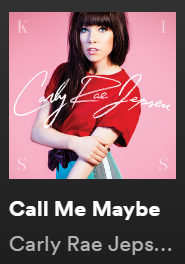 K I
Carly Rae Jepsen
S S
Call Me Maybe
Carly Rae Jeps...